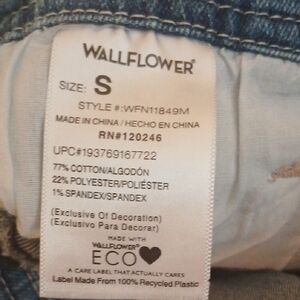 WALLFLOWER®
SIZE: S
STYLE #:WFN11849M
MADE IN CHINA / HECHO EN CHINA
RN#120246
UPC#193769167722
77% COTTON/ALGODÓN
22% POLYESTER/POLIÉSTER
1% SPANDEX/SPANDEX
(Exclusive Of Decoration)
(Exclusivo Para Decorar)
MADE WITH
WALLFLOWER®
ECO
A CARE LABEL THAT ACTUALLY CARES
Label Made From 100% Recycled Plastic